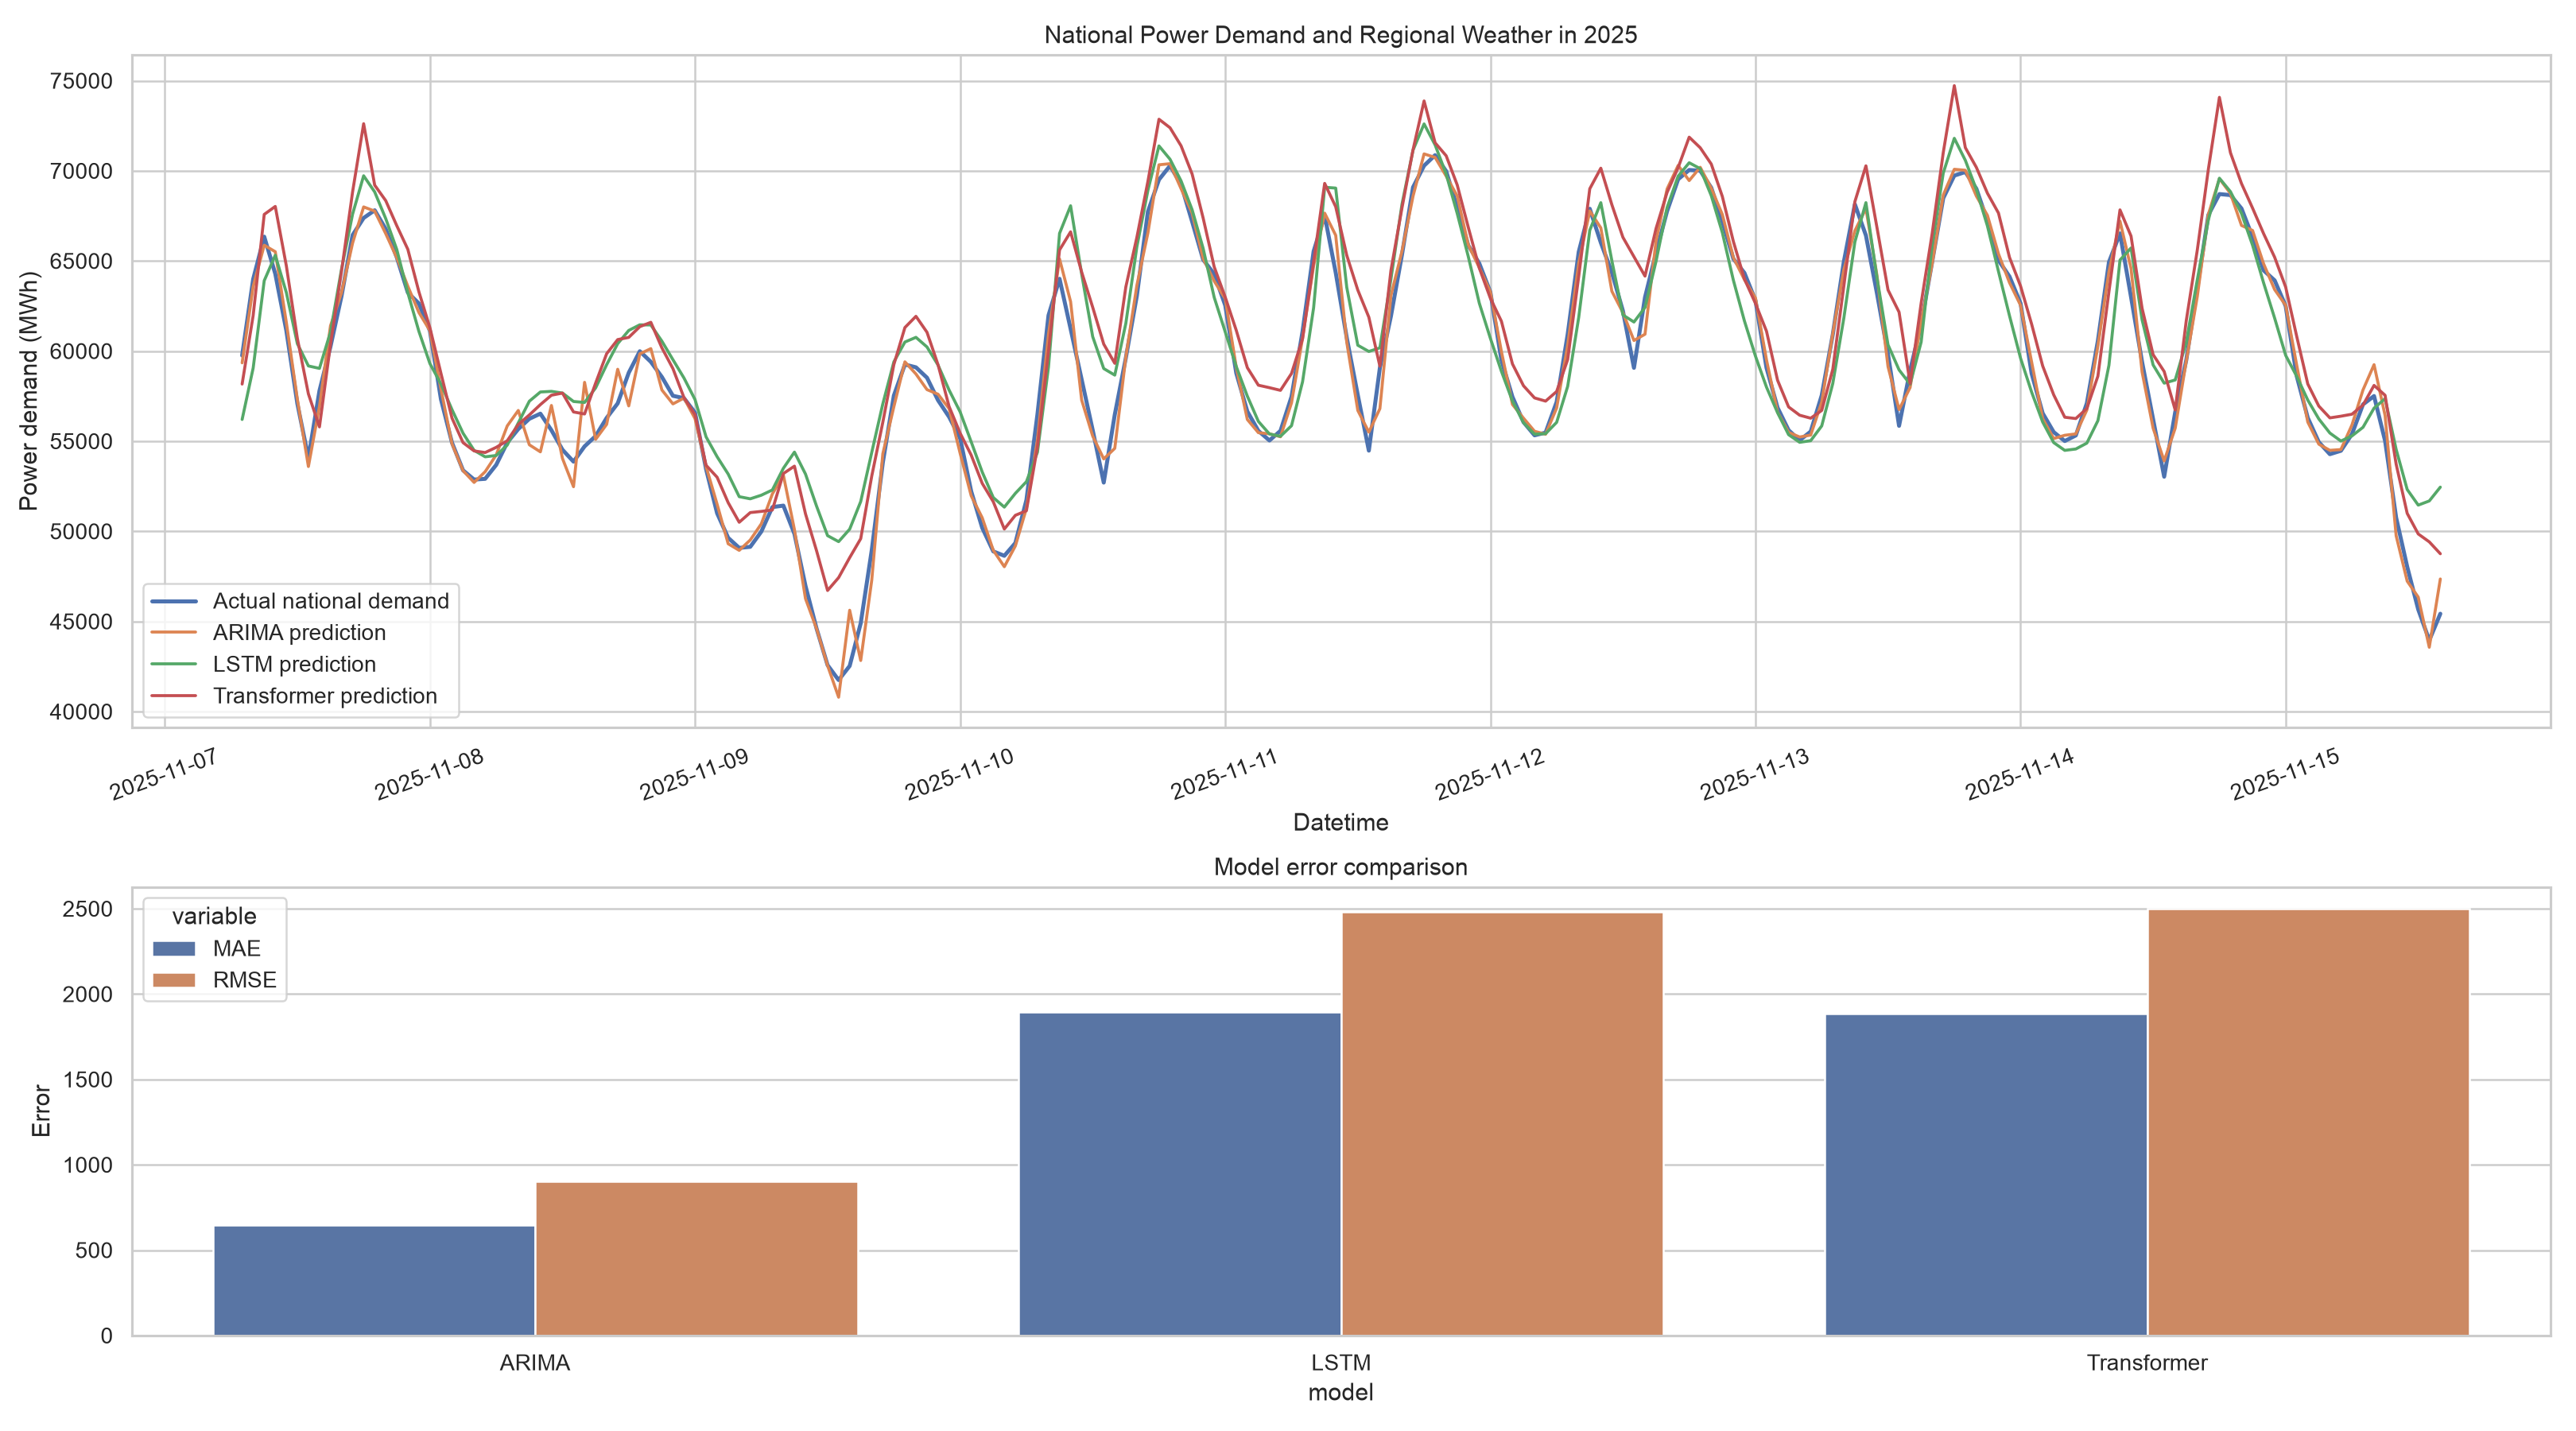 National Power Demand and Regional Weather in 2025
75000
70000
65000
60000
55000
50000
45000
40000
Power demand (MWh)
Actual national demand
ARIMA prediction
LSTM prediction
Transformer prediction
2025-11-07
2025-11-08
2025-11-09
2025-11-10
2025-11-11
2025-11-12
2025-11-13
2025-11-14
2025-11-15
Datetime
Model error comparison
2500
2000
1500
1000
500
0
Error
variable
MAE
RMSE
ARIMA
LSTM
Transformer
model